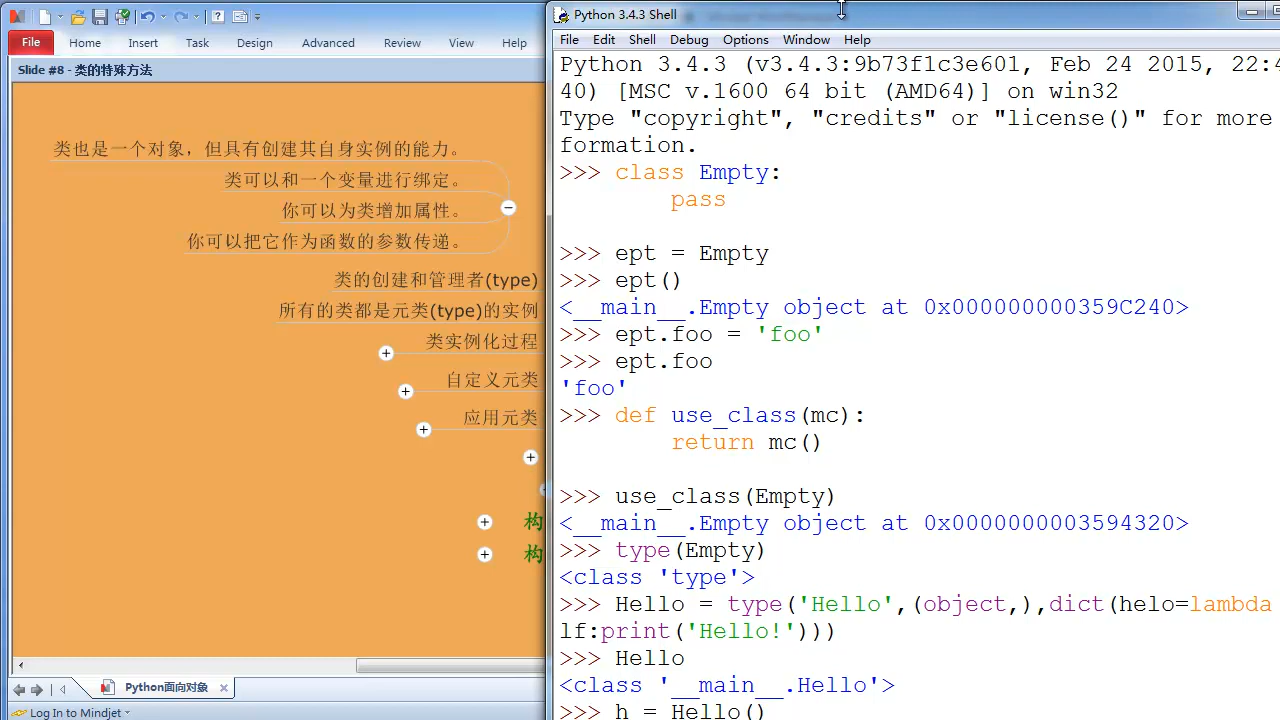 File
Home
Insert
Task
Design
Advanced
Review
View
Help
Slide #8 - 类的特殊方法
类也是一个对象，但具有创建其自身实例的能力。
类可以和一个变量进行绑定。
你可以为类增加属性。
你可以把它作为函数的参数传递。
类的创建和管理者(type)
所有的类都是元类(type)的实例
类实例化过程
自定义元类
应用元类
构
构
Python面向对象
Log In to Mindjet
Python 3.4.3 Shell
File Edit Shell Debug Options Window Help
Python 3.4.3 (v3.4.3:9b73f1c3e601, Feb 24 2015, 22:4
40) [MSC v.1600 64 bit (AMD64)] on win32
Type "copyright", "credits" or "license()" for more
formation.
>>> class Empty:
pass
>>> ept = Empty
>>> ept()
<__main__.Empty object at 0x000000000359C240>
>>> ept.foo = 'foo'
>>> ept.foo
'foo'
>>> def use_class(mc):
return mc()
>>> use_class(Empty)
<__main__.Empty object at 0x0000000003594320>
>>> type(Empty)
<class 'type'>
>>> Hello = type('Hello',(object,),dict(helo=lambda
lf:print('Hello!')))
>>> Hello
<class '__main__.Hello'>
>>> h = Hello()